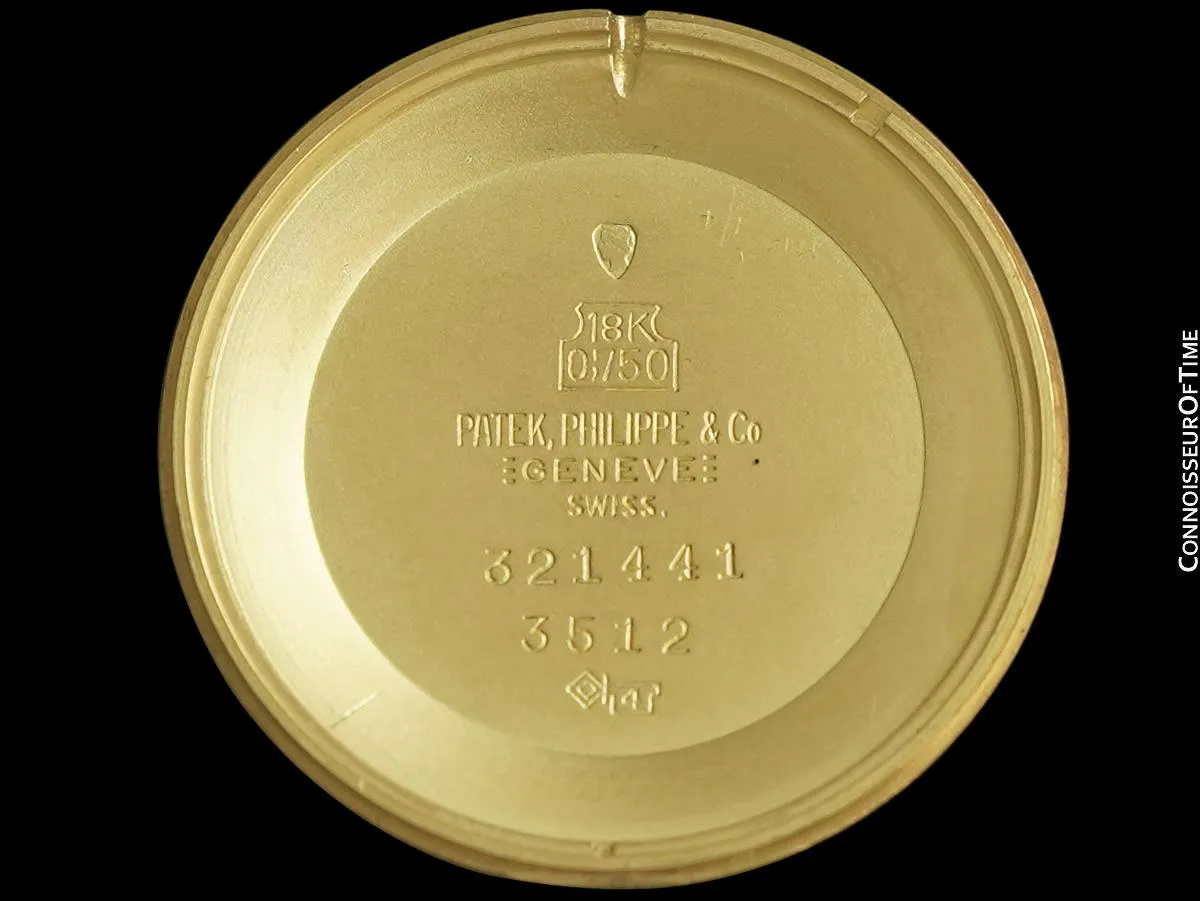 18K
0,750
PATEK, PHILIPPE & Co
GENEVE
SWISS.
321441
3512
CONNOISSEUROFTIME